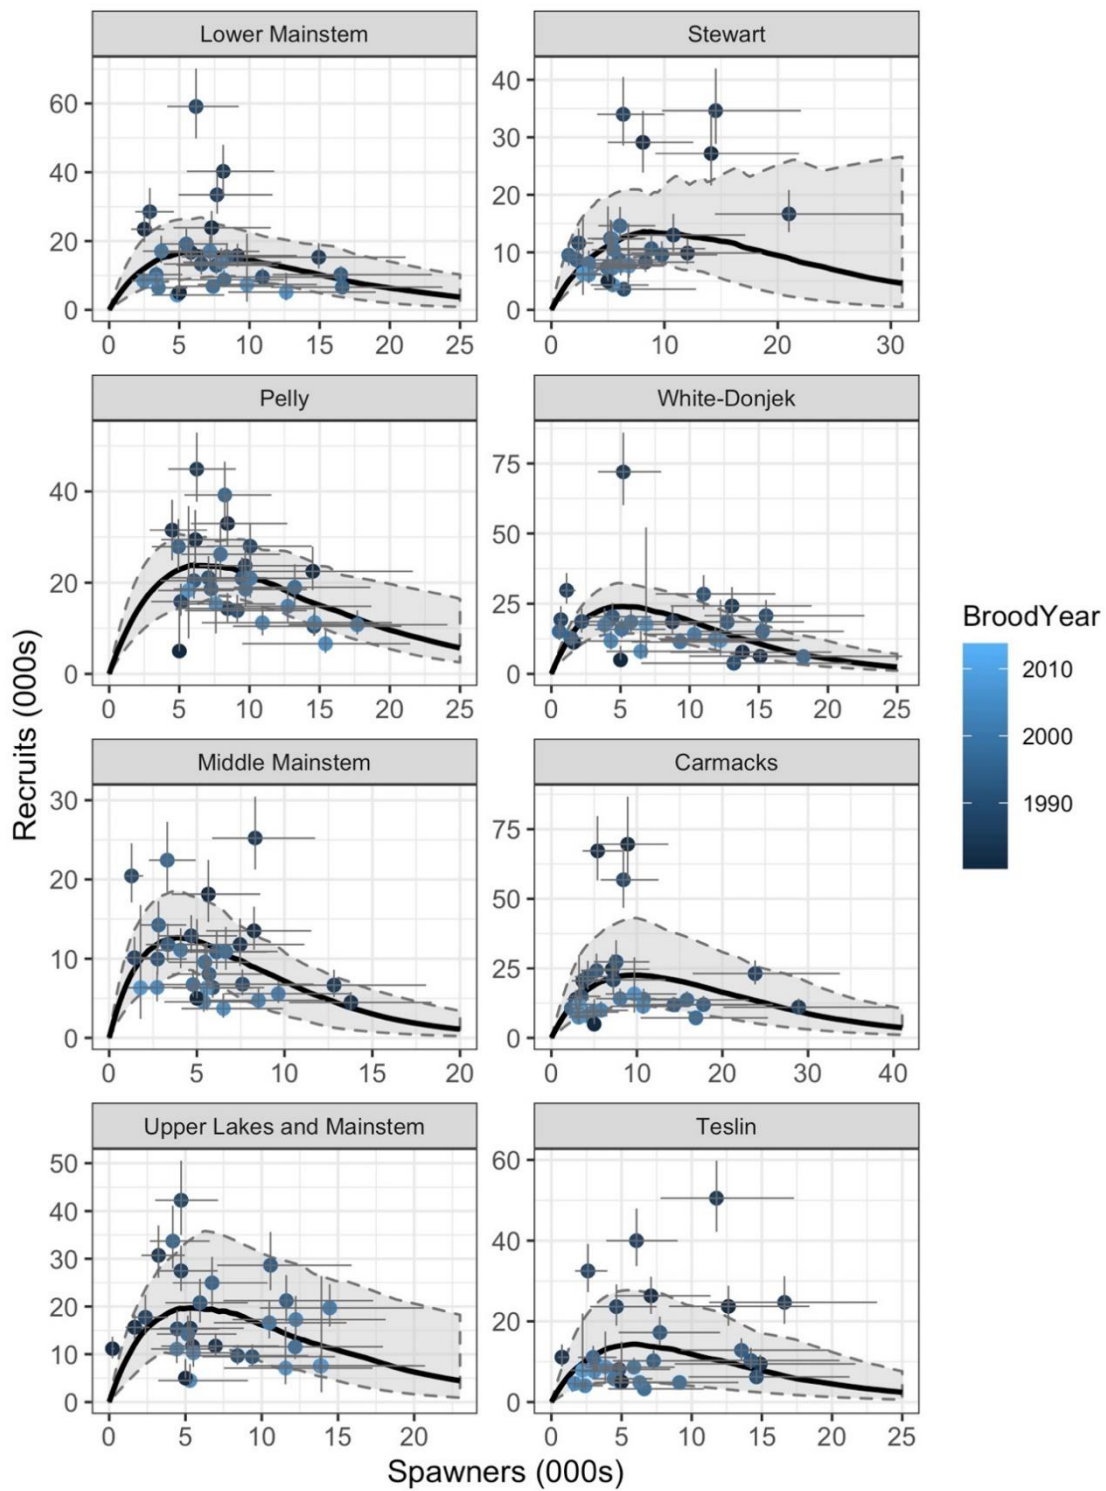 Lower Mainstem
Stewart
60
40
20
0
0 5 10 15 20 25
40
30
20
10
0
0 10 20 30
Pelly
White-Donjek
40
20
0
0 5 10 15 20 25
75
50
25
0
0 5 10 15 20 25
Middle Mainstem
Carmacks
30
20
10
0
0 5 10 15 20
75
50
25
0
0 10 20 30 40
Upper Lakes and Mainstem
Teslin
50
40
30
20
10
0
0 5 10 15 20
60
40
20
0
0 5 10 15 20 25
Recruits (000s)
Spawners (000s)
BroodYear
2010
2000
1990